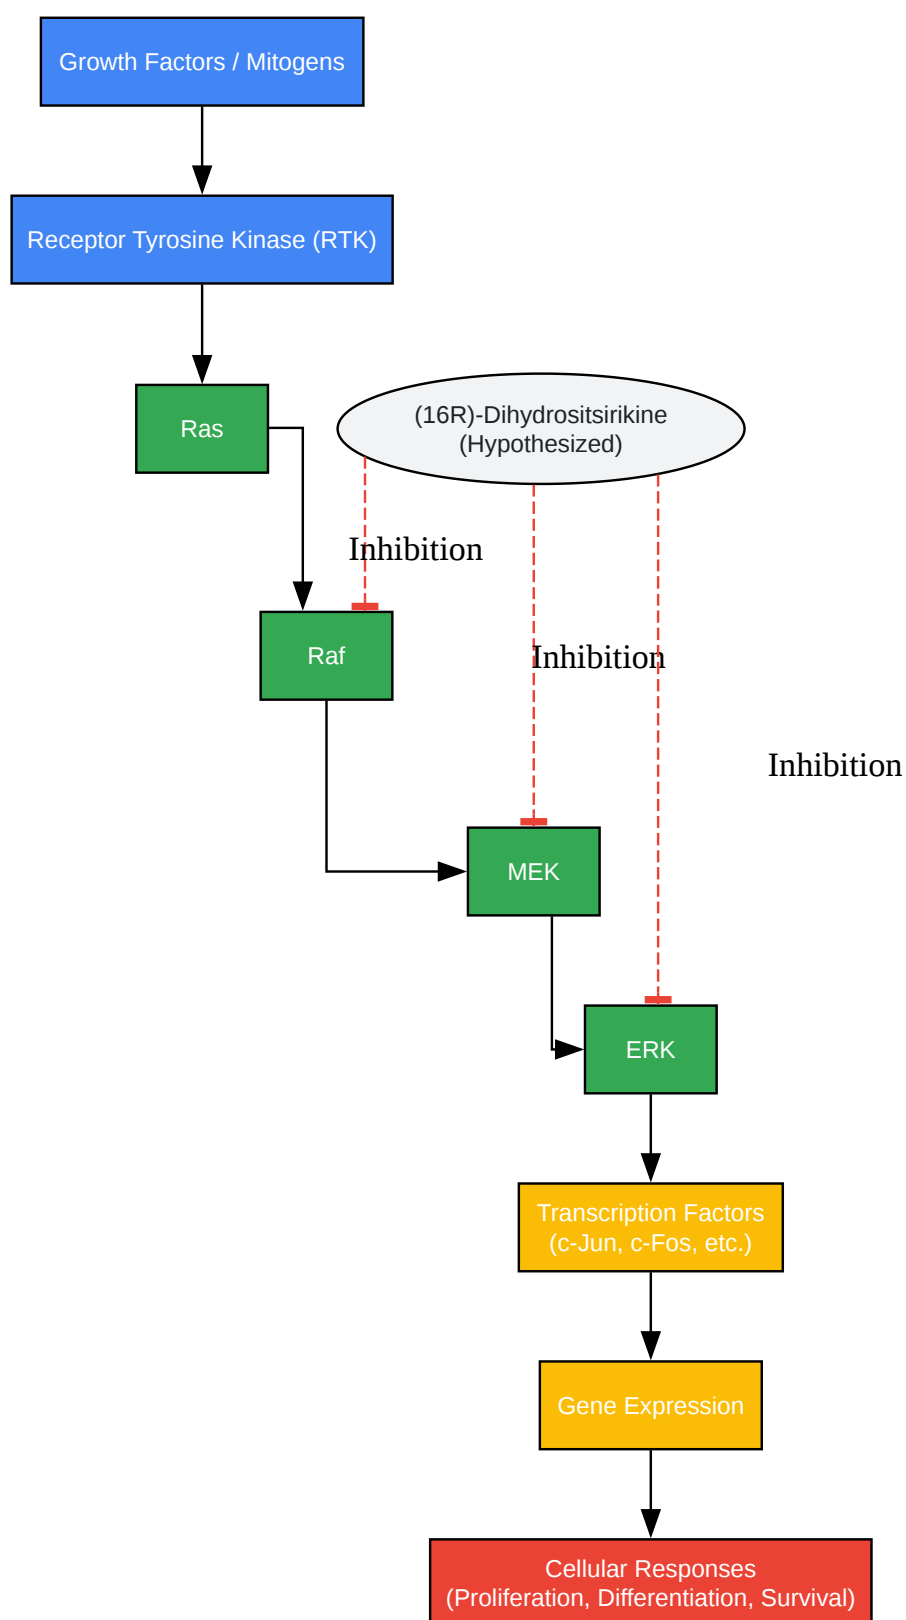 Growth Factors / Mitogens
Receptor Tyrosine Kinase (RTK)
Ras
(16R)-Dihydrositsirikine
(Hypothesized)
Inhibition
Raf
Inhibition
Inhibition
MEK
ERK
Transcription Factors
(c-Jun, c-Fos, etc.)
Gene Expression
Cellular Responses
(Proliferation, Differentiation, Survival)